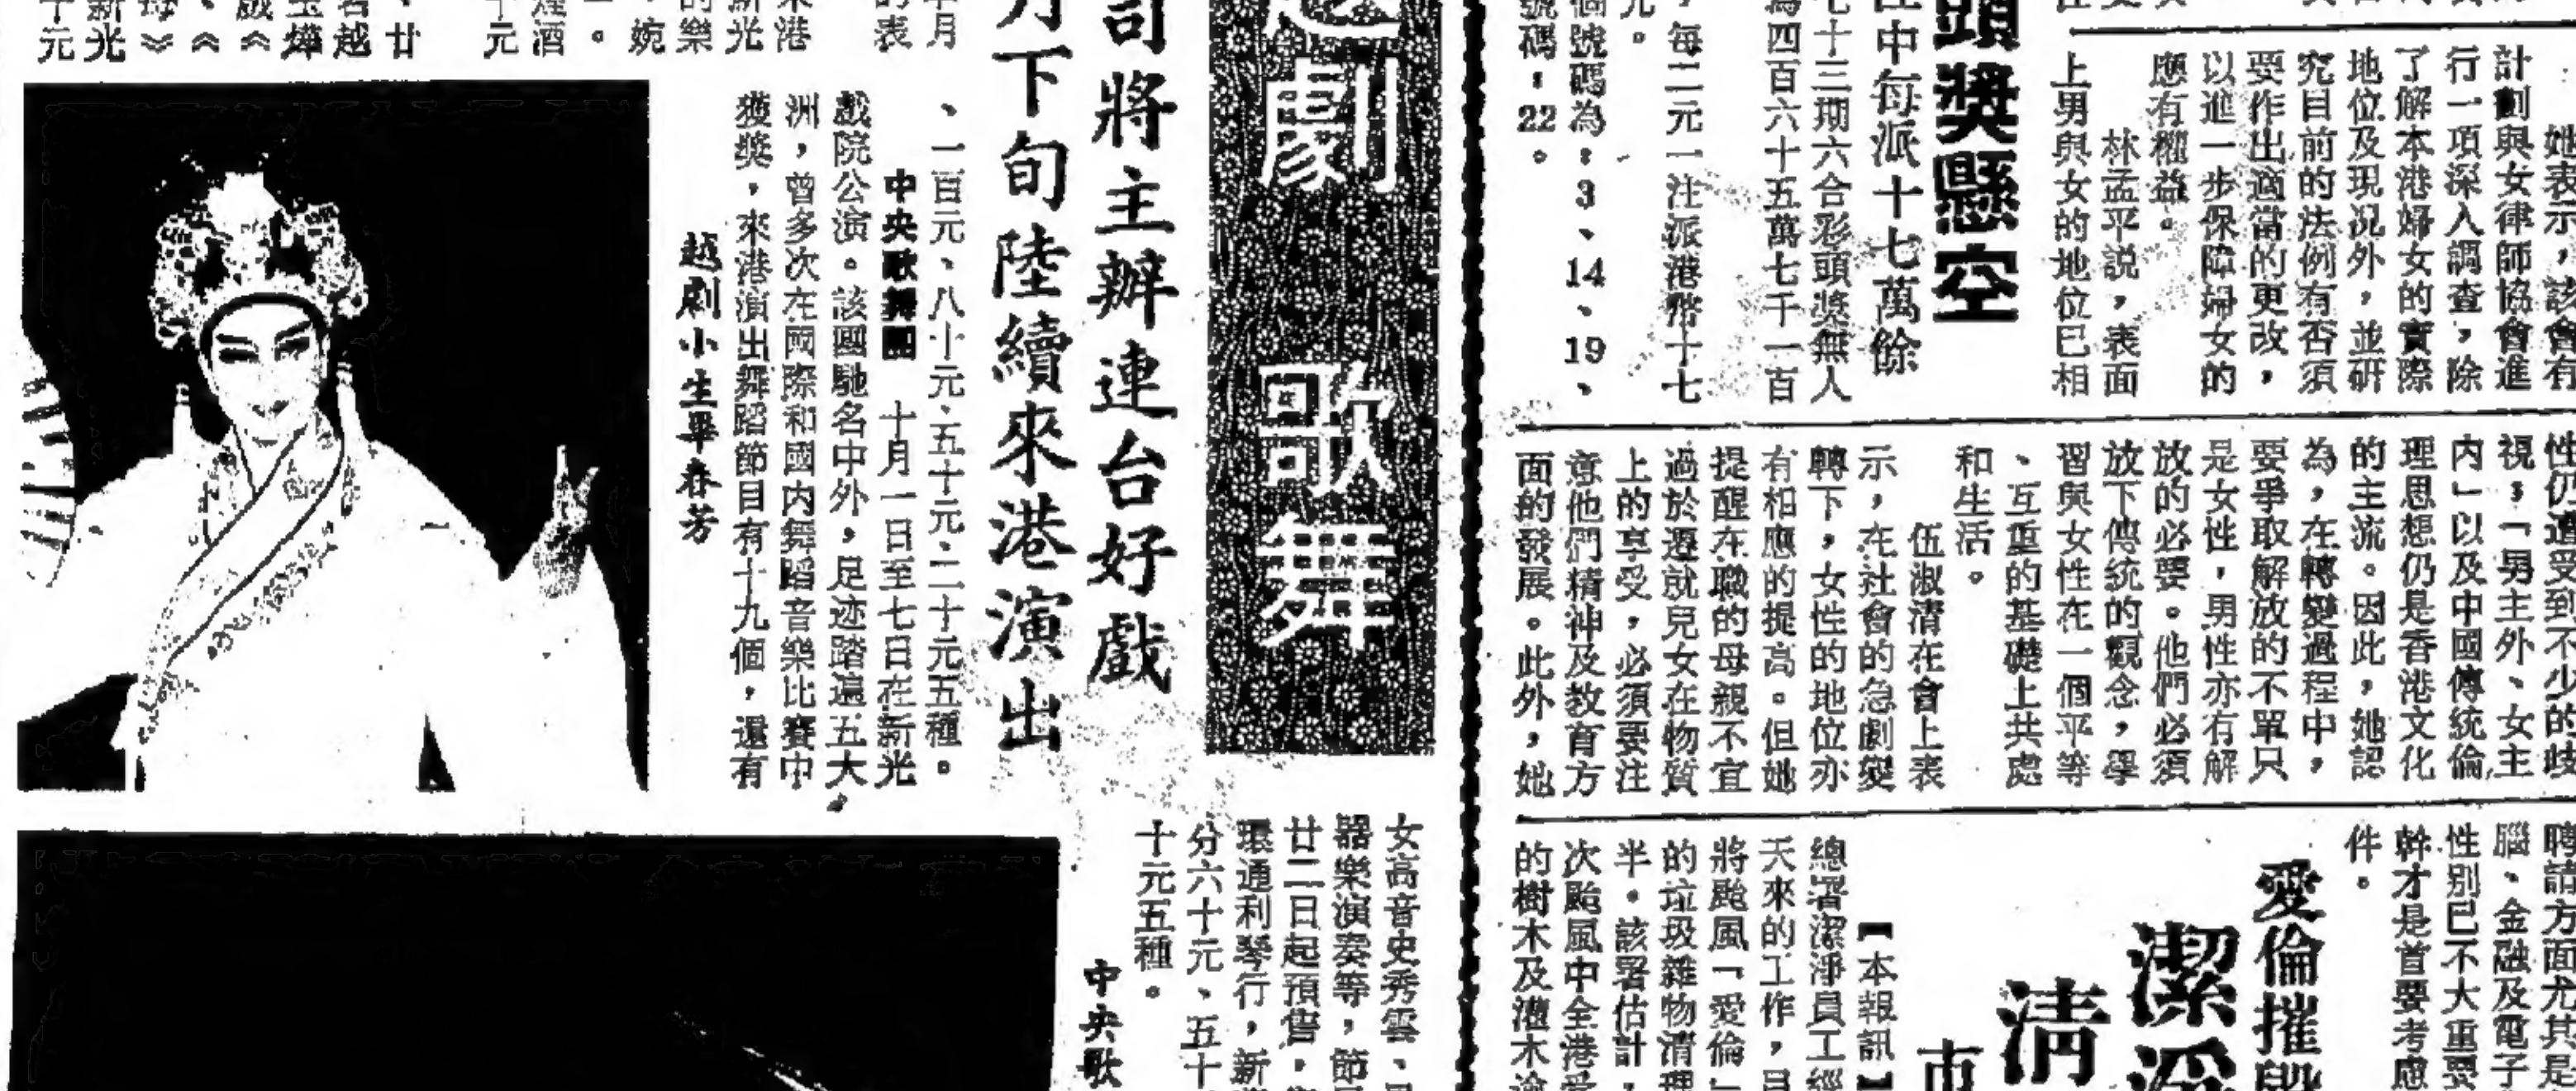 她表示，該會有
計劃與女律師協會進
行一項深入調查，除
了解本港婦女的實際
地位及現況外，並研
究目前的法例有否須
要作出適當的更改，
以進一步保障婦女的
應有權益。
林孟平説，表面
上男與女的地位已相
性仍遭受到不少的歧
視，「男主外、女主
內」以及中國傳統倫
理思想仍是香港文化
的主流。因此，她認
為，在轉變過程中，
要爭取解放的不單只
是女性，男性亦有解
放的必要。他們必須
放下傳統的觀念，學
習與女性在一個平等
、互重的基礎上共處
和生活。
伍淑清在會上表
示，在社會的急劇變
轉下，女性的地位亦
有相應的提高。但她
提醒在職的母親不宜
過於遷就兒女在物質
上的享受，必須要注
意他們精神及教育方
面的發展。此外，她
聘請方面尤其是
腦、金融及電子
性別已不大重要
幹才是首要考慮
件。
頭獎懸空
注中每派十七萬餘
七十三期六合彩頭獎無人
為四百六十五萬七千一百
，每二元一注派港幣十七
元。
個號碼為：3、14、19、
號碼：22。
愛倫摧毀
潔淨
清
市
【本報訊】
總署潔淨員工經
天來的工作，已
將颱風「愛倫」
的垃圾雜物清理
半。該署估計，
次颱風中全港受
的樹木及灌木逾
劇 歌舞
司將主辦連台好戲
月下旬陸續來港演出
、一百元、八十元、五十元、二十元五種。
中央歌舞團 十月一日至七日在新光
戲院公演。該團馳名中外，足迹踏遍五大
洲，曾多次在國際和國內舞蹈音樂比賽中
獲獎，來港演出舞蹈節目有十九個，還有
越劇小生畢春芳
女高音史秀雲、
器樂演奏等，節
廿二日起預售，
環通利琴行，新
分六十元、五十
十元五種。
中央歌